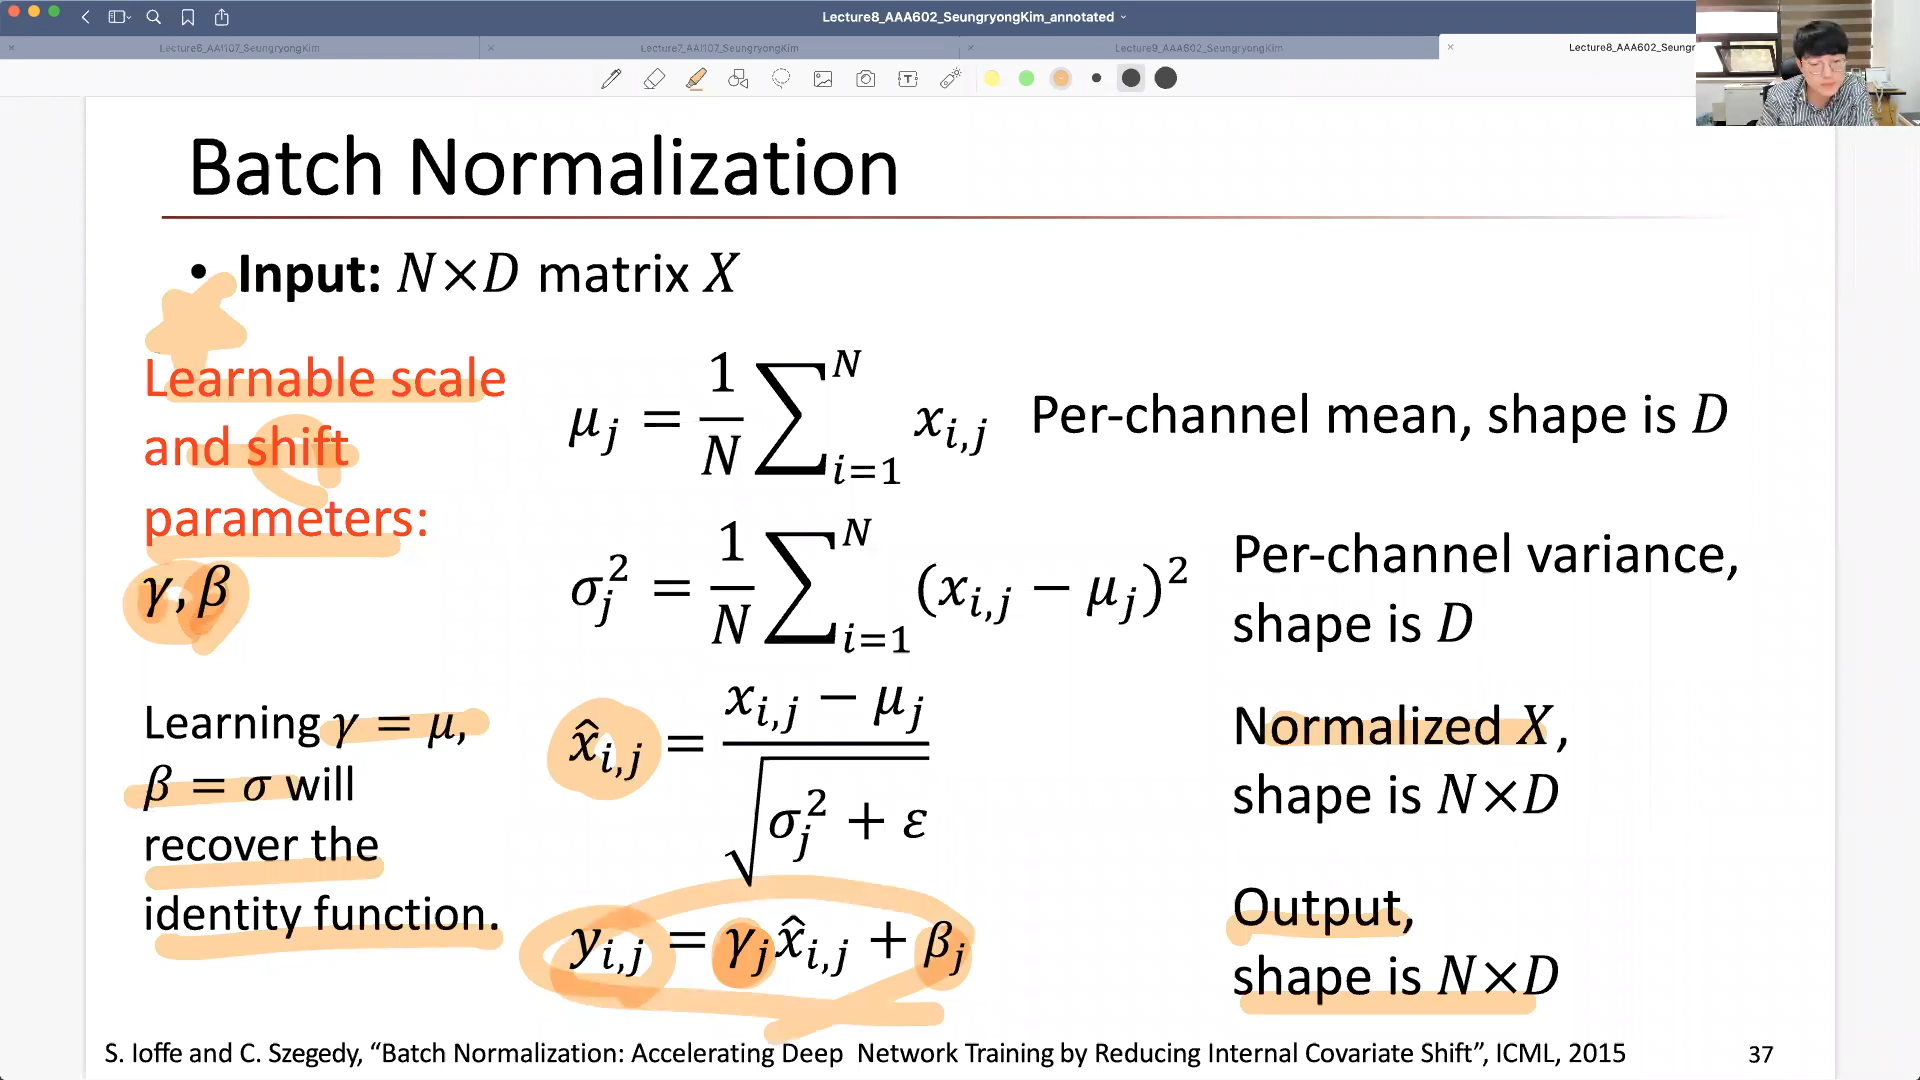 Lecture8_AAA602_SeungryongKim_annotated
Lecture6_AAI107_SeungryongKim
Lecture7_AAI107_SeungryongKim
Lecture9_AAA602_SeungryongKim
Lecture8_AAA602_Seungr
Batch Normalization
• Input: N×D matrix X
Learnable scale
and shift
parameters:
γ, β
Learning γ = μ,
β = σ will
recover the
identity function.
μ_j = 1/N ∑_{i=1}^{N} x_{i,j} Per-channel mean, shape is D
σ_j^2 = 1/N ∑_{i=1}^{N} (x_{i,j} − μ_j)^2 Per-channel variance,
shape is D
x̂_{i,j} = (x_{i,j} − μ_j) / √(σ_j^2 + ε) Normalized X,
shape is N×D
y_{i,j} = γ_j x̂_{i,j} + β_j Output,
shape is N×D
S. Ioffe and C. Szegedy, “Batch Normalization: Accelerating Deep Network Training by Reducing Internal Covariate Shift”, ICML, 2015
37